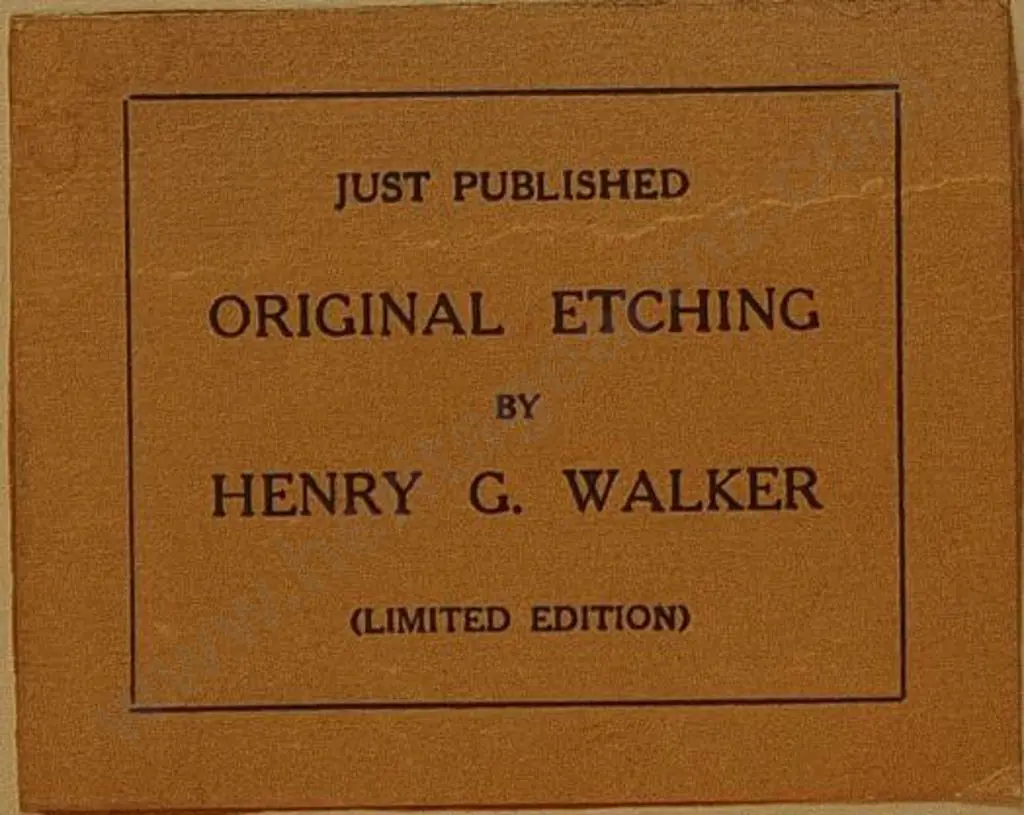 JUST PUBLISHED
ORIGINAL ETCHING
BY
HENRY G. WALKER
(LIMITED EDITION)